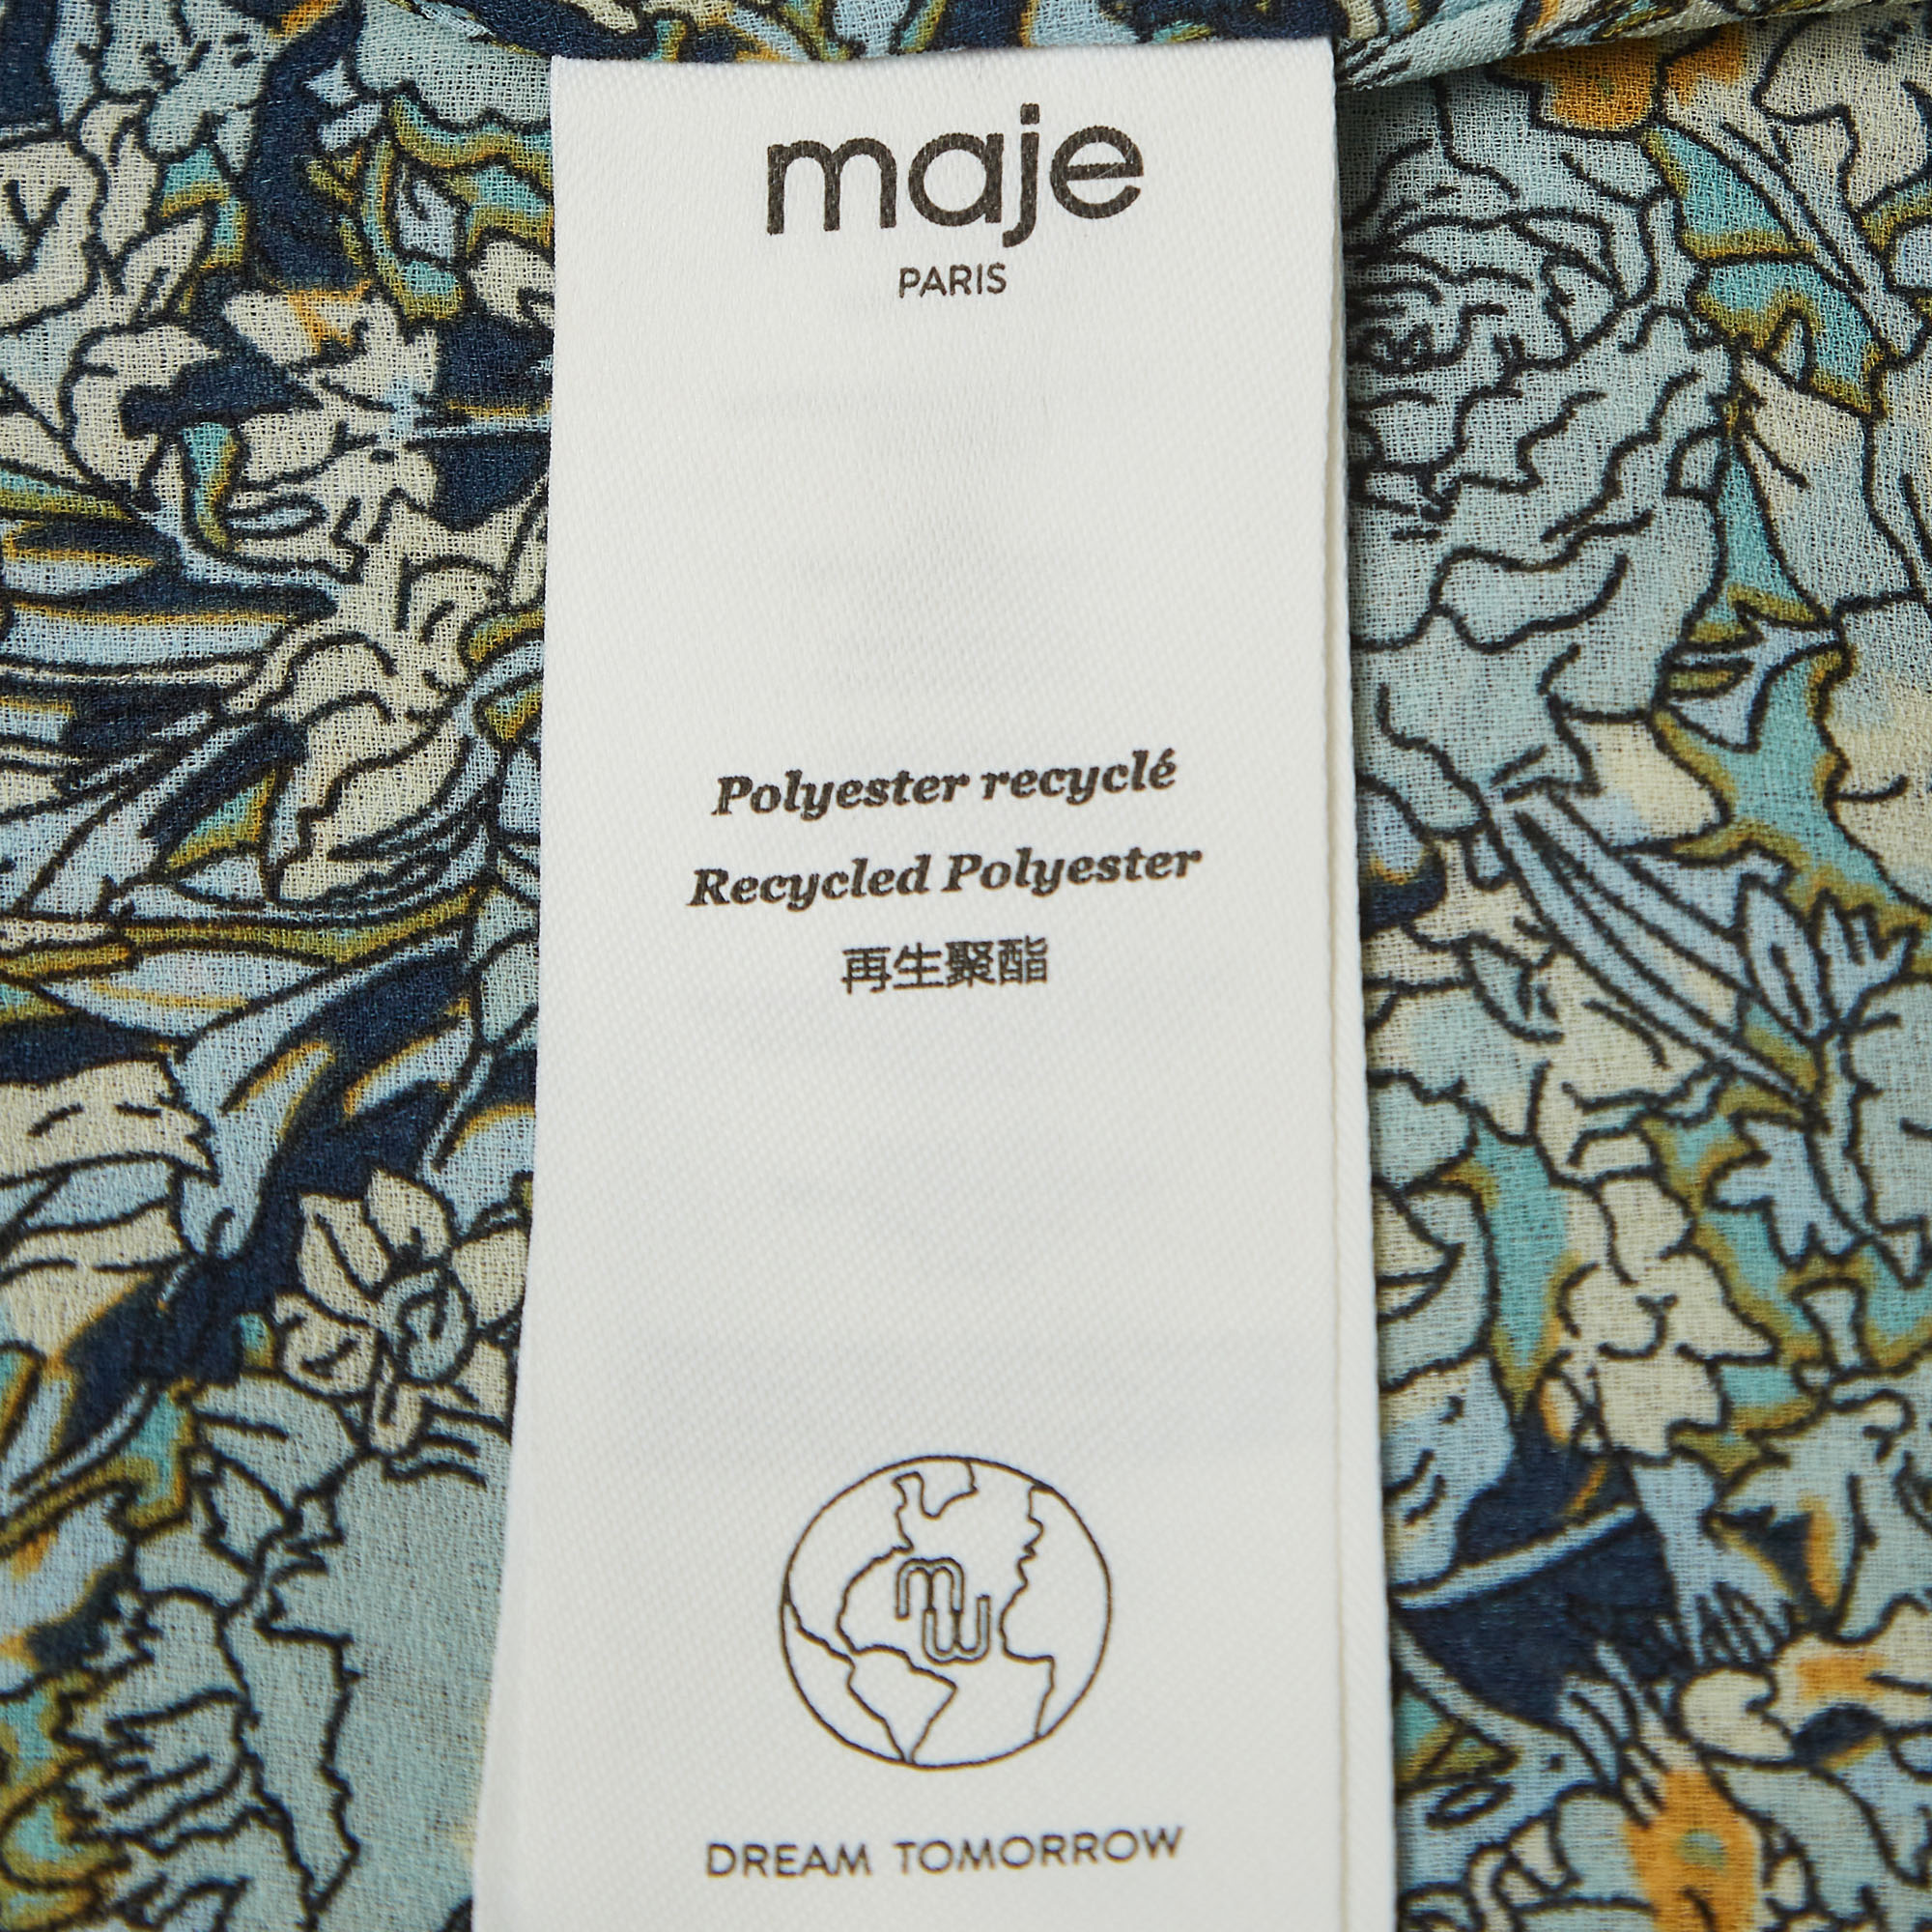 maje
PARIS
Polyester recyclé
Recycled Polyester
再生聚酯
DREAM TOMORROW